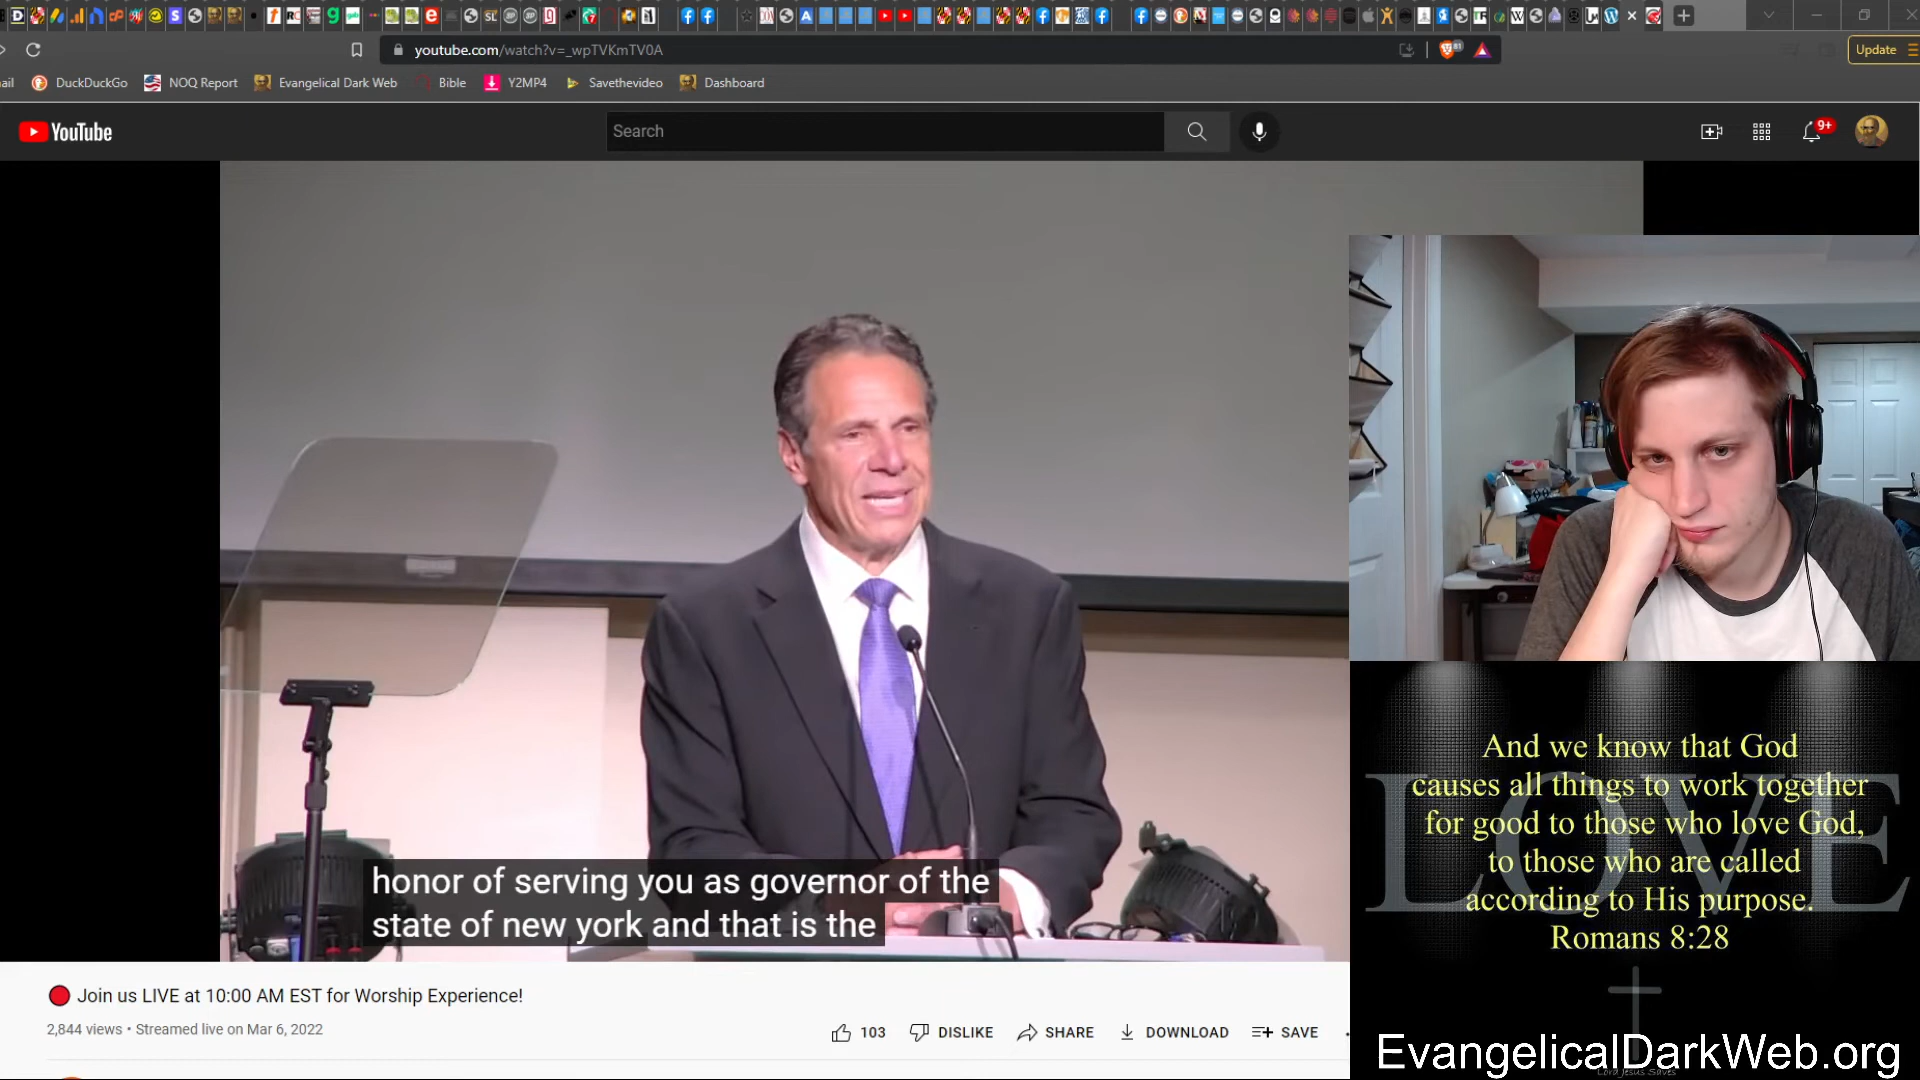 youtube.com/watch?v=_wpTVKmTV0A
Update
ail
DuckDuckGo
NOQ Report
Evangelical Dark Web
Bible
Y2MP4
Savethevideo
Dashboard
YouTube
Search
9+
honor of serving you as governor of the
state of new york and that is the
Join us LIVE at 10:00 AM EST for Worship Experience!
2,844 views • Streamed live on Mar 6, 2022
103
DISLIKE
SHARE
DOWNLOAD
SAVE
LOVE
And we know that God
causes all things to work together
for good to those who love God,
to those who are called
according to His purpose.
Romans 8:28
EvangelicalDarkWeb.org
Lord Jesus Saves